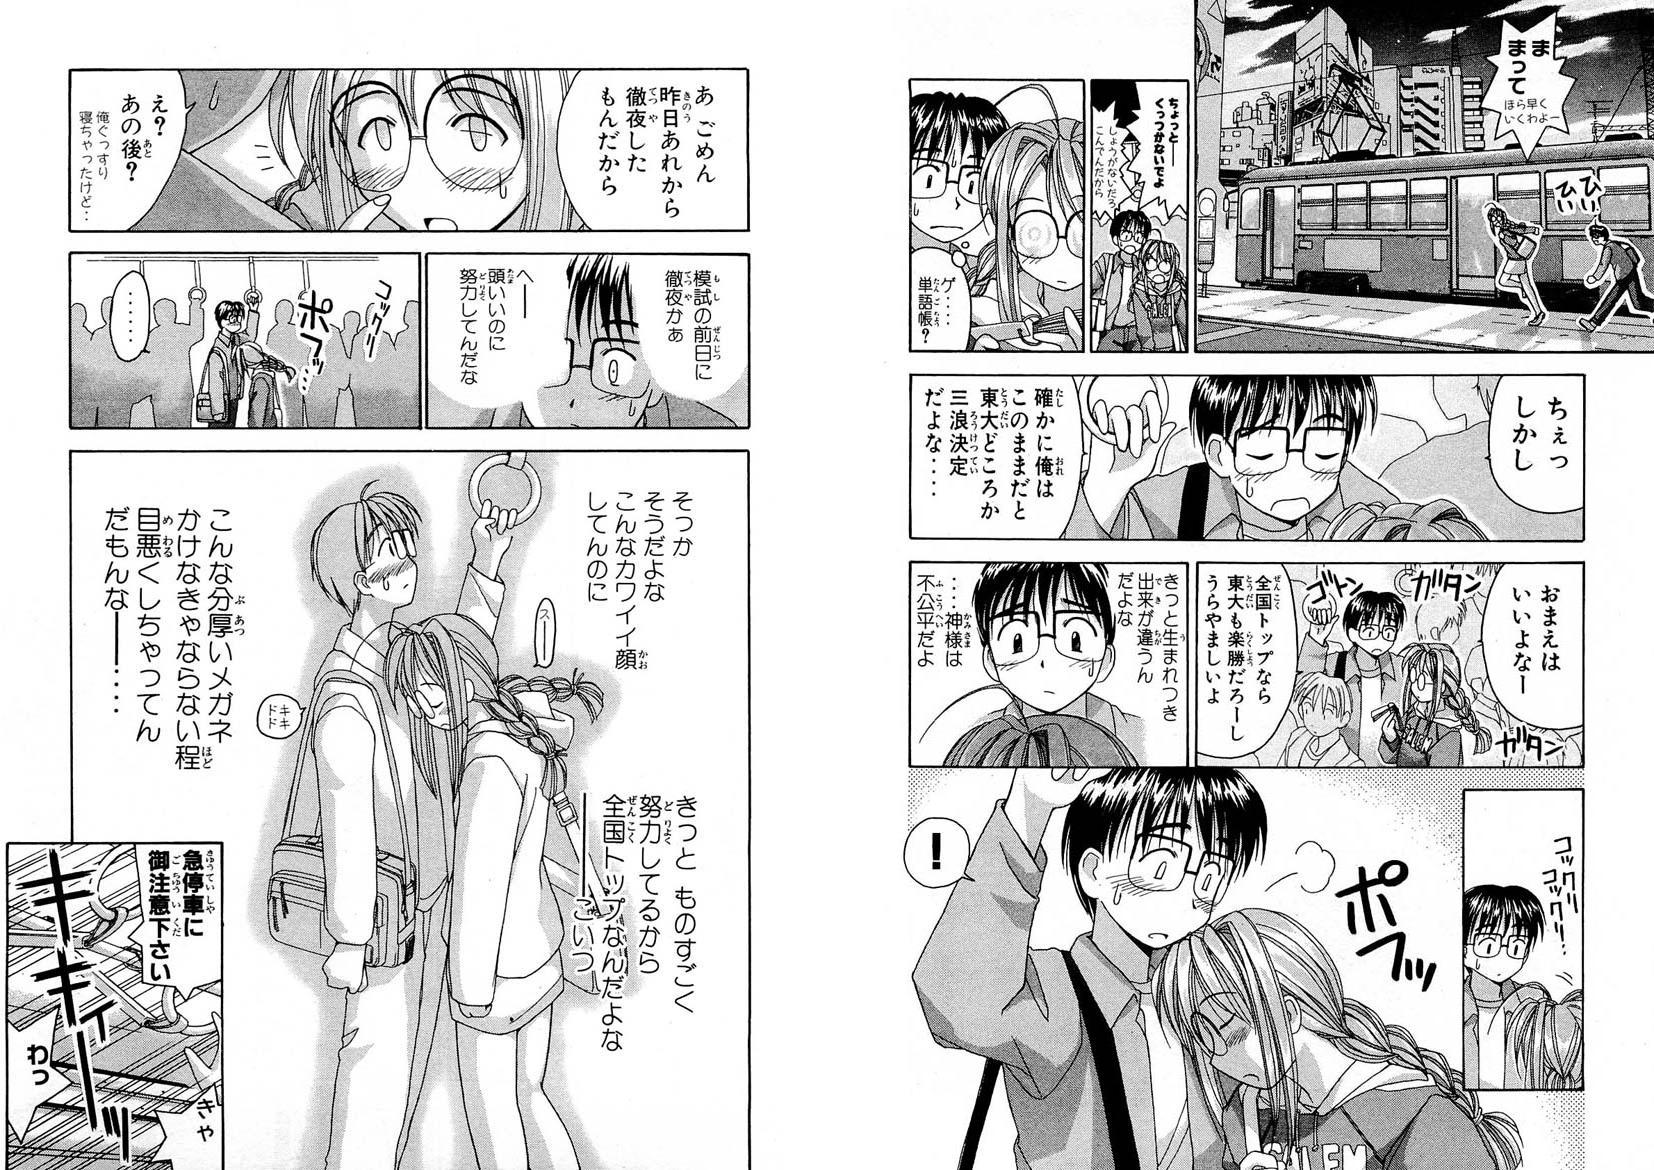 ま
まって
ほら早く
いくわよー
ひい
ひい
ちょっと――
くっつかないでよ
しょうがないだろ
こんでんだから
ゲ・・・
単語帳?
ちぇっ
しかし
確かに俺は
このままだと
東大どころか
三浪決定
だよな・・・・
おまえは
いいよなー
ガタン
ゴトン
ガタン
全国トップなら
東大も楽勝だろーし
うらやましいよ
きっと生まれつき
出来が違うん
だよな
・・・・神様は
不公平だよ
コックリ
コックリ・・
ポフッ
!
あ ごめん
昨日あれから
徹夜した
もんだから
え?
あの後?
俺ぐっすり
寝ちゃったけど・・
模試の前日に
徹夜かぁ
へ――
頭いいのに
努力してんだな
コックリ
ポフッ
・・・
・・・・・・
そっか
そうだよな
こんなカワイイ顔
してんのに
スー
こんな分厚いメガネ
かけなきゃならない程
目悪くしちゃってん
だもんな――・・・・
ドキ
ドキ
きっと ものすごく
努力してるから
全国トップなんだよな
――こいつ
急停車に
御注意下さい
キキキィーッ
わっ
きゃ